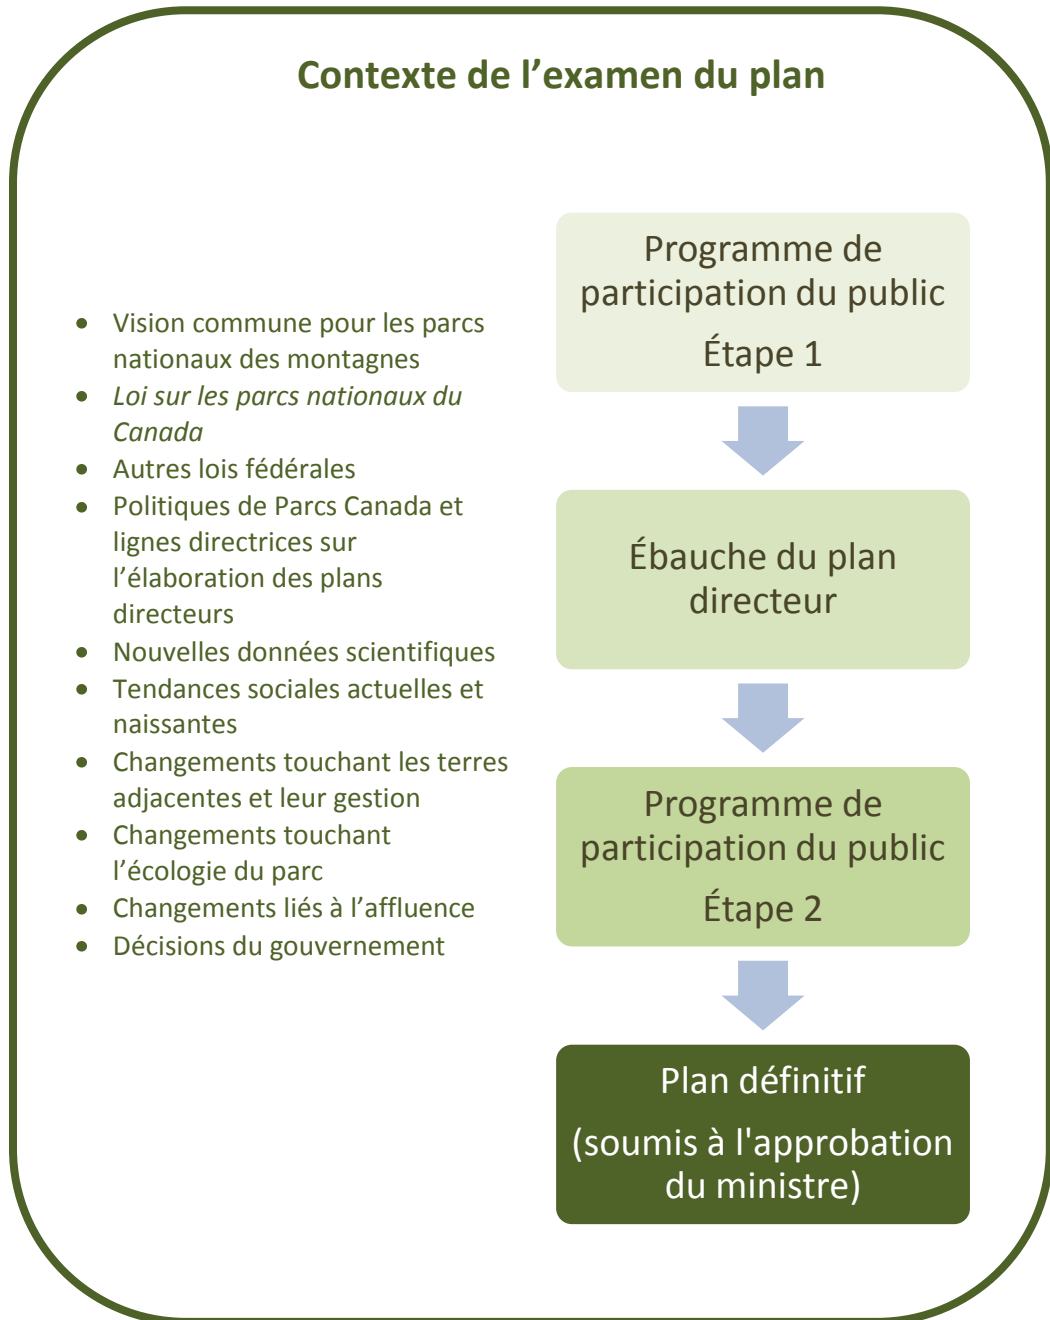 Contexte de l’examen du plan
• Vision commune pour les parcs
nationaux des montagnes
• Loi sur les parcs nationaux du
Canada
• Autres lois fédérales
• Politiques de Parcs Canada et
lignes directrices sur
l’élaboration des plans
directeurs
• Nouvelles données scientifiques
• Tendances sociales actuelles et
naissantes
• Changements touchant les terres
adjacentes et leur gestion
• Changements touchant
l’écologie du parc
• Changements liés à l’affluence
• Décisions du gouvernement
Programme de
participation du public
Étape 1
Ébauche du plan
directeur
Programme de
participation du public
Étape 2
Plan définitif
(soumis à l'approbation
du ministre)